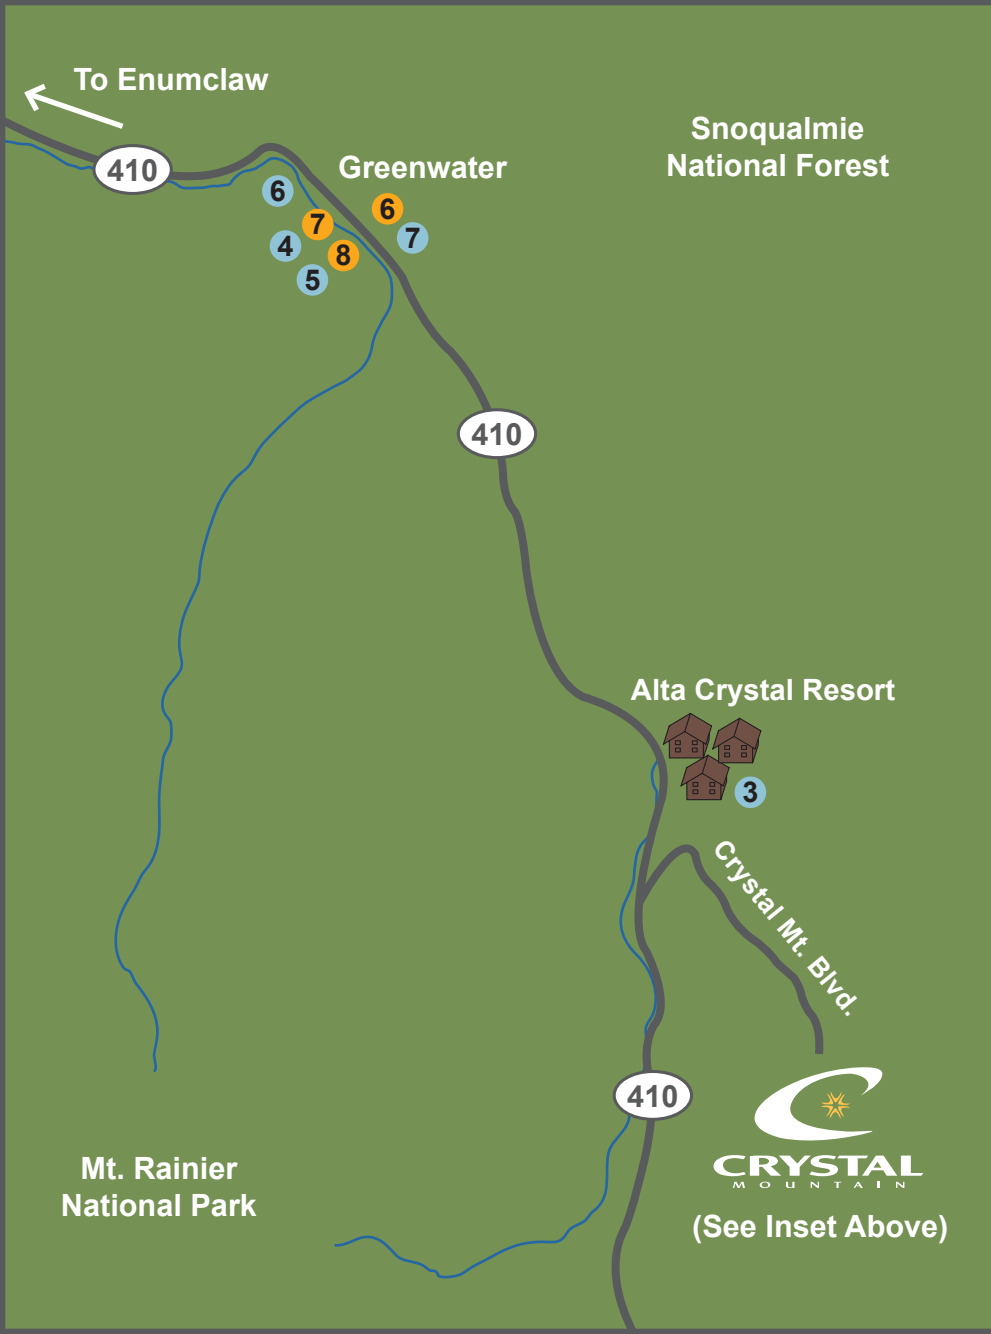 To Enumclaw
Snoqualmie
National Forest
410
Greenwater
6
6
7
7
4
8
5
410
Alta Crystal Resort
3
Crystal Mt. Blvd.
410
CRYSTAL
MOUNTAIN
Mt. Rainier
National Park
(See Inset Above)